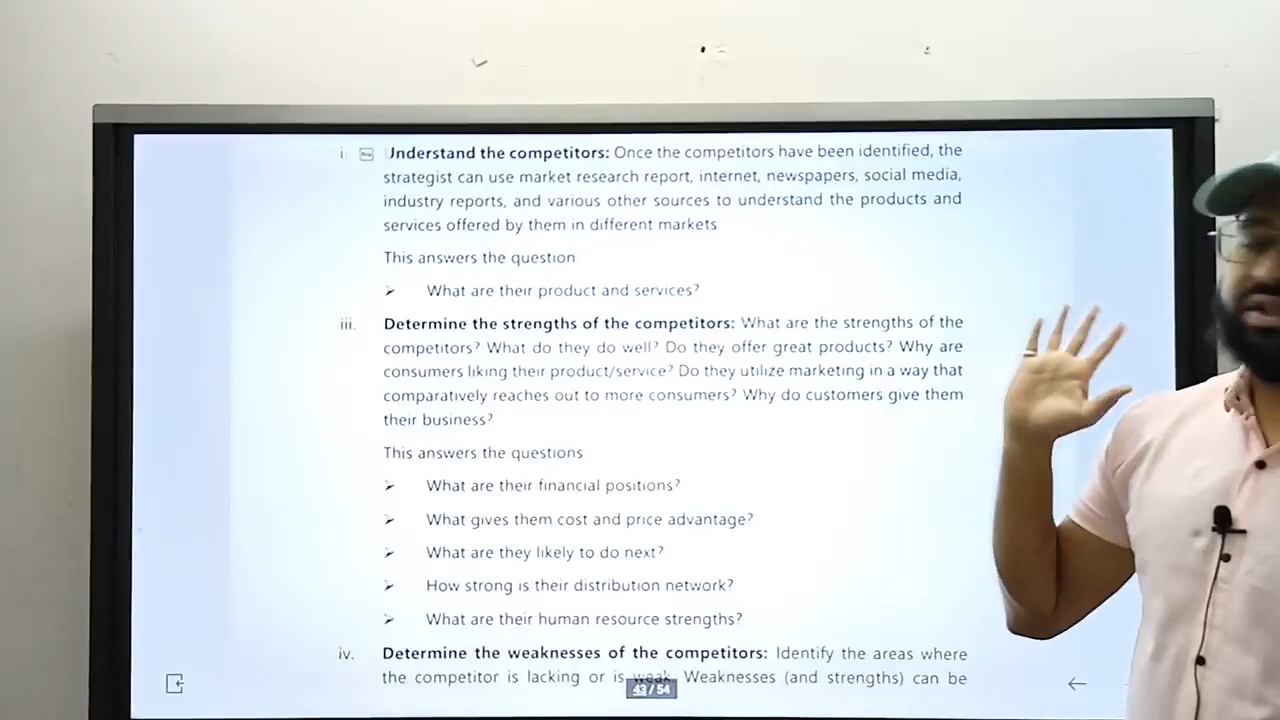 i. Understand the competitors: Once the competitors have been identified, the
strategist can use market research report, internet, newspapers, social media,
industry reports, and various other sources to understand the products and
services offered by them in different markets
This answers the question
➢ What are their product and services?
iii. Determine the strengths of the competitors: What are the strengths of the
competitors? What do they do well? Do they offer great products? Why are
consumers liking their product/service? Do they utilize marketing in a way that
comparatively reaches out to more consumers? Why do customers give them
their business?
This answers the questions
➢ What are their financial positions?
➢ What gives them cost and price advantage?
➢ What are they likely to do next?
➢ How strong is their distribution network?
➢ What are their human resource strengths?
iv. Determine the weaknesses of the competitors: Identify the areas where
the competitor is lacking or is weak. Weaknesses (and strengths) can be
43 / 54